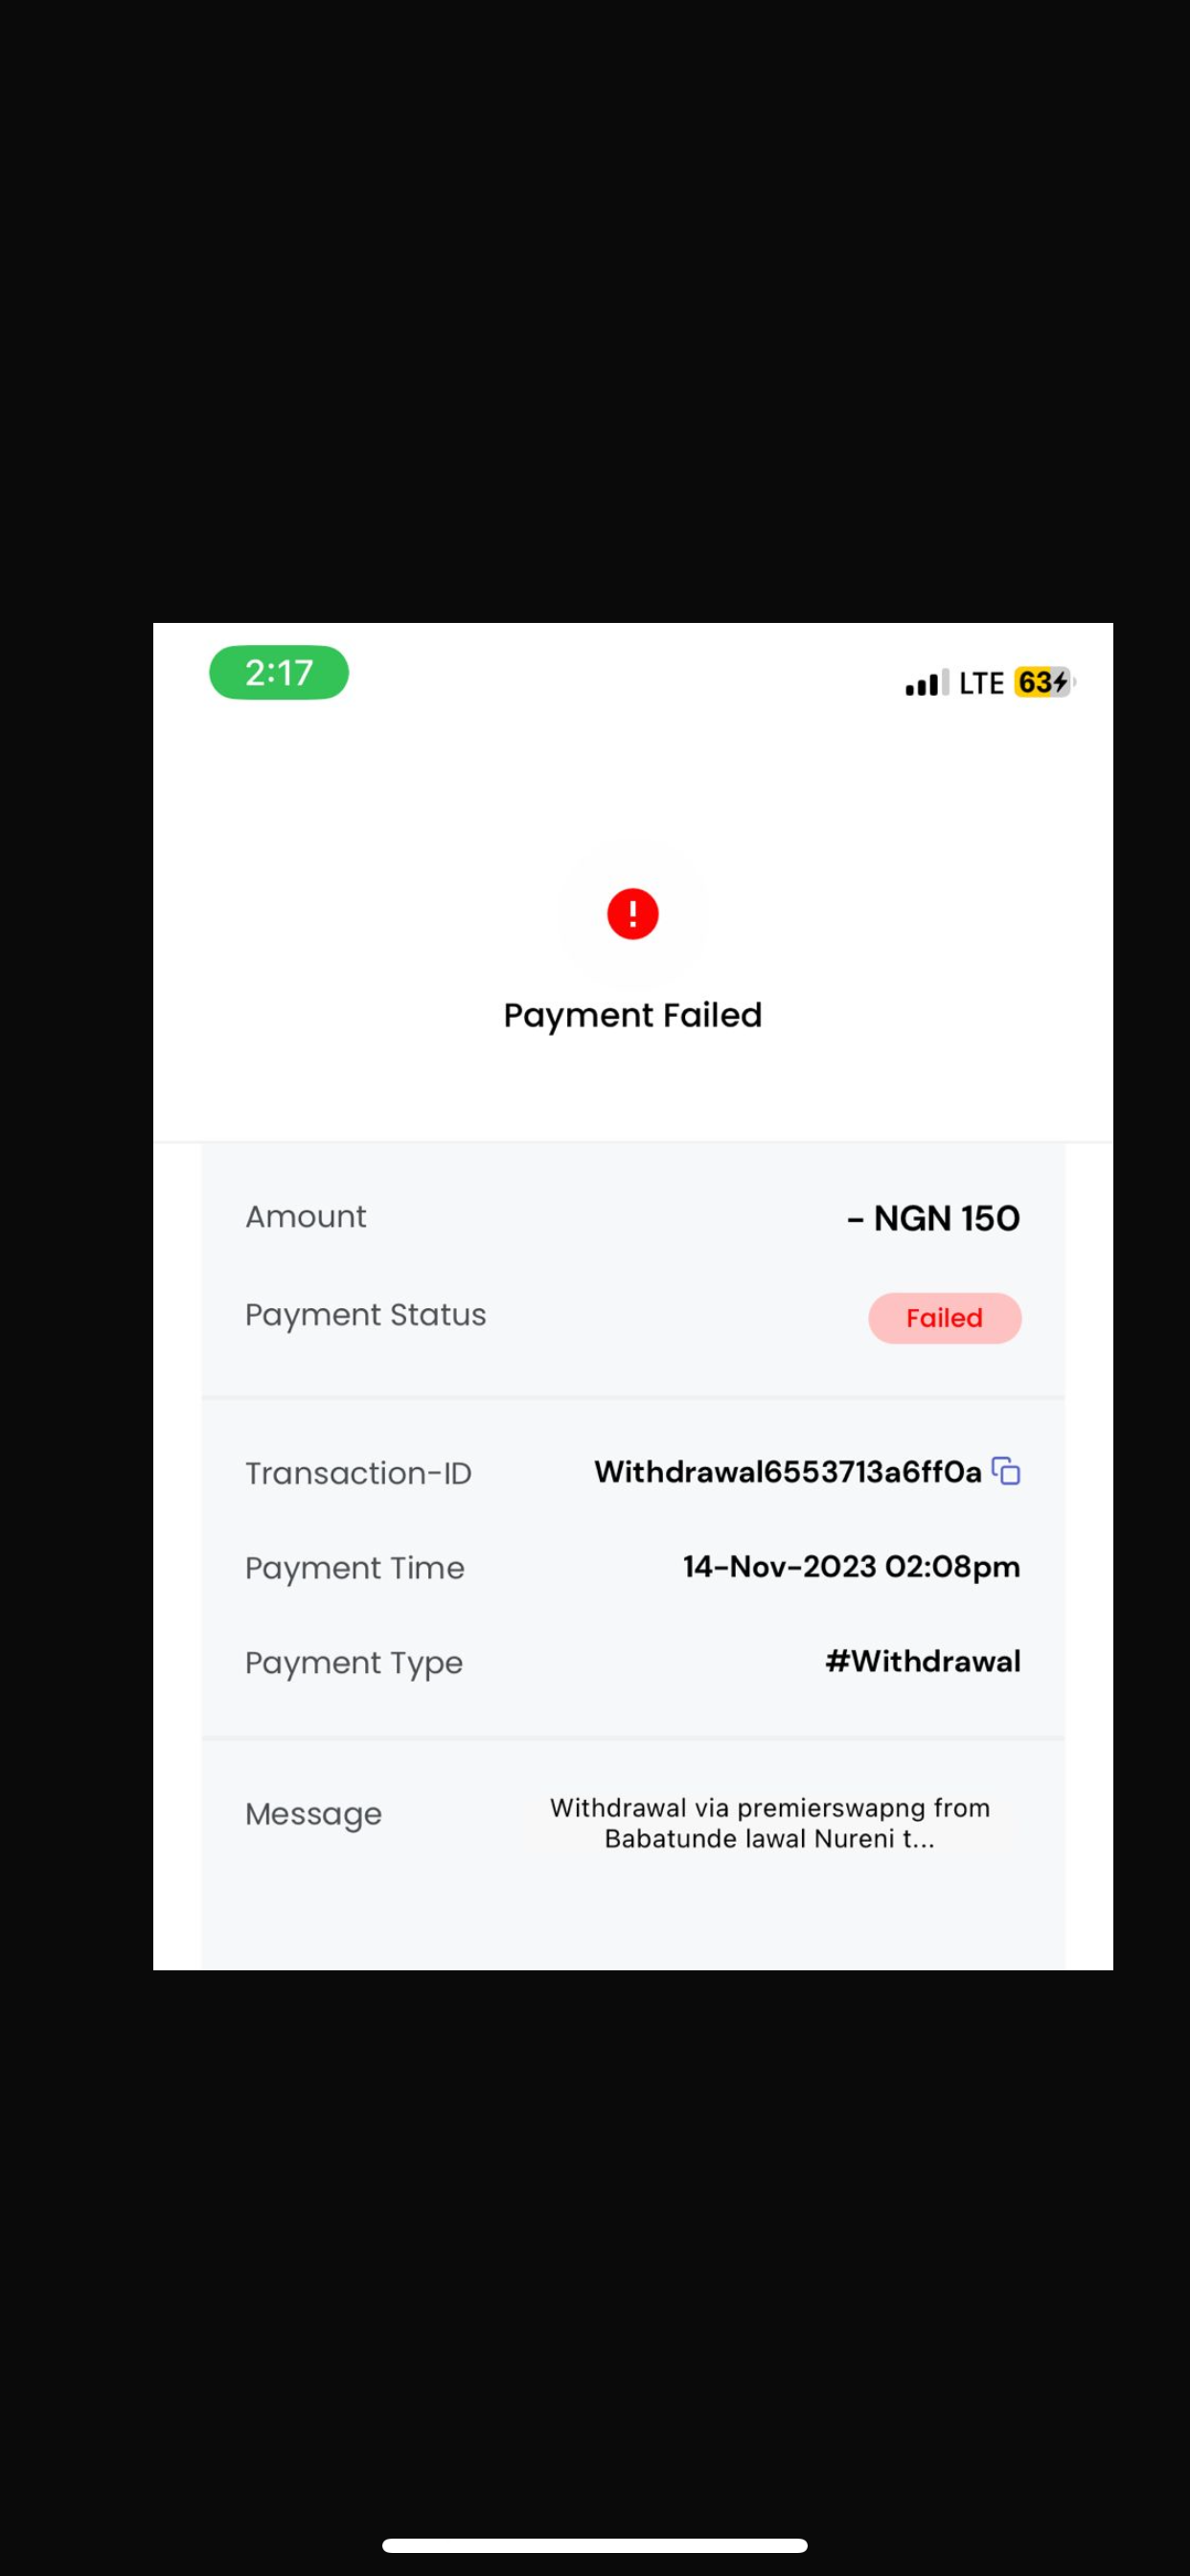 2:17 LTE 63
!
Payment Failed
Amount - NGN 150
Payment Status Failed
Transaction-ID Withdrawal6553713a6ff0a
Payment Time 14-Nov-2023 02:08pm
Payment Type #Withdrawal
Message Withdrawal via premierswapng from
Babatunde lawal Nureni t...